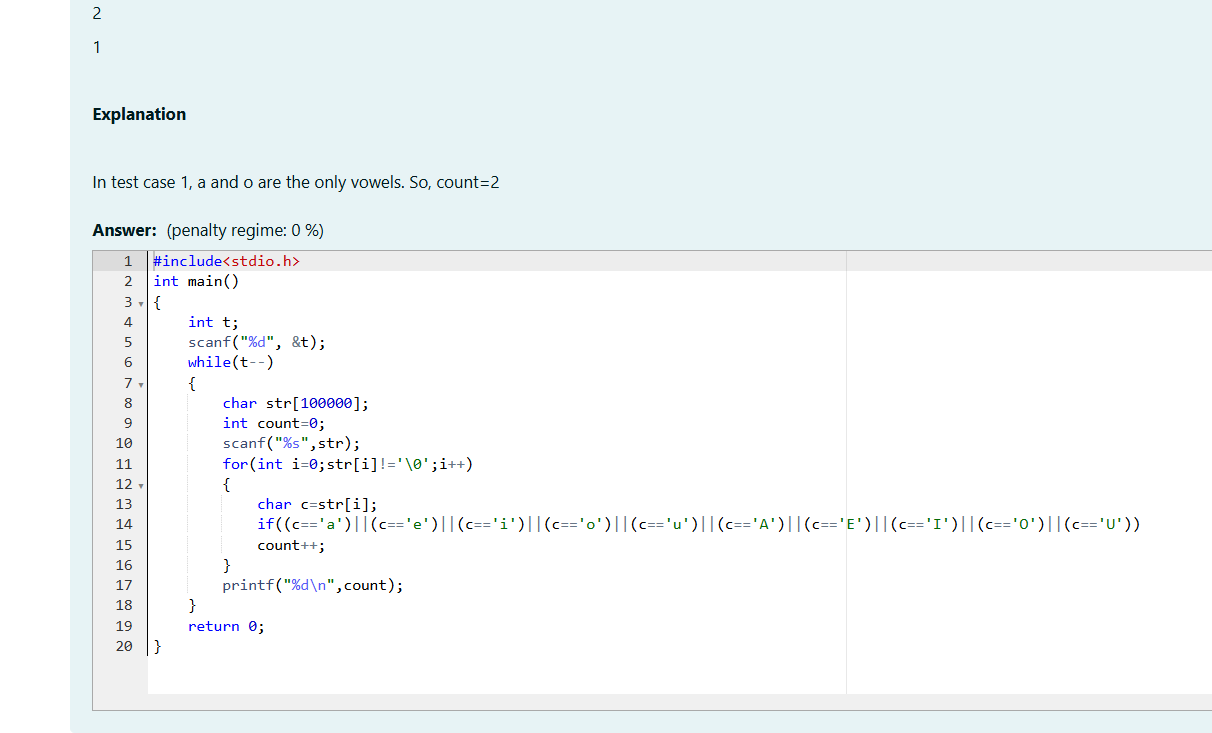 2
1
Explanation
In test case 1, a and o are the only vowels. So, count=2
Answer: (penalty regime: 0 %)
1 #include<stdio.h>
2 int main()
3 {
4 int t;
5 scanf("%d", &t);
6 while(t--)
7 {
8 char str[100000];
9 int count=0;
10 scanf("%s",str);
11 for(int i=0;str[i]!='\0';i++)
12 {
13 char c=str[i];
14 if((c=='a')||(c=='e')||(c=='i')||(c=='o')||(c=='u')||(c=='A')||(c=='E')||(c=='I')||(c=='O')||(c=='U'))
15 count++;
16 }
17 printf("%d\n",count);
18 }
19 return 0;
20 }